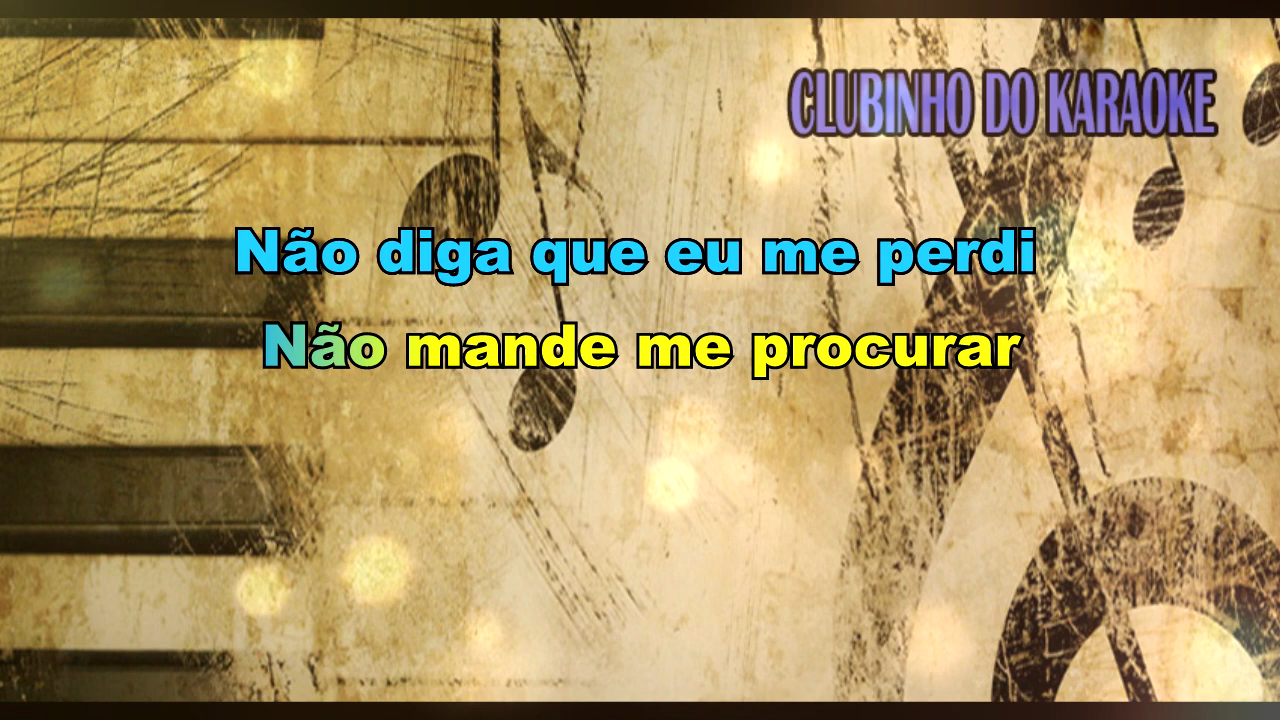 CLUBINHO DO KARAOKE
Não diga que eu me perdi
Não mande me procurar